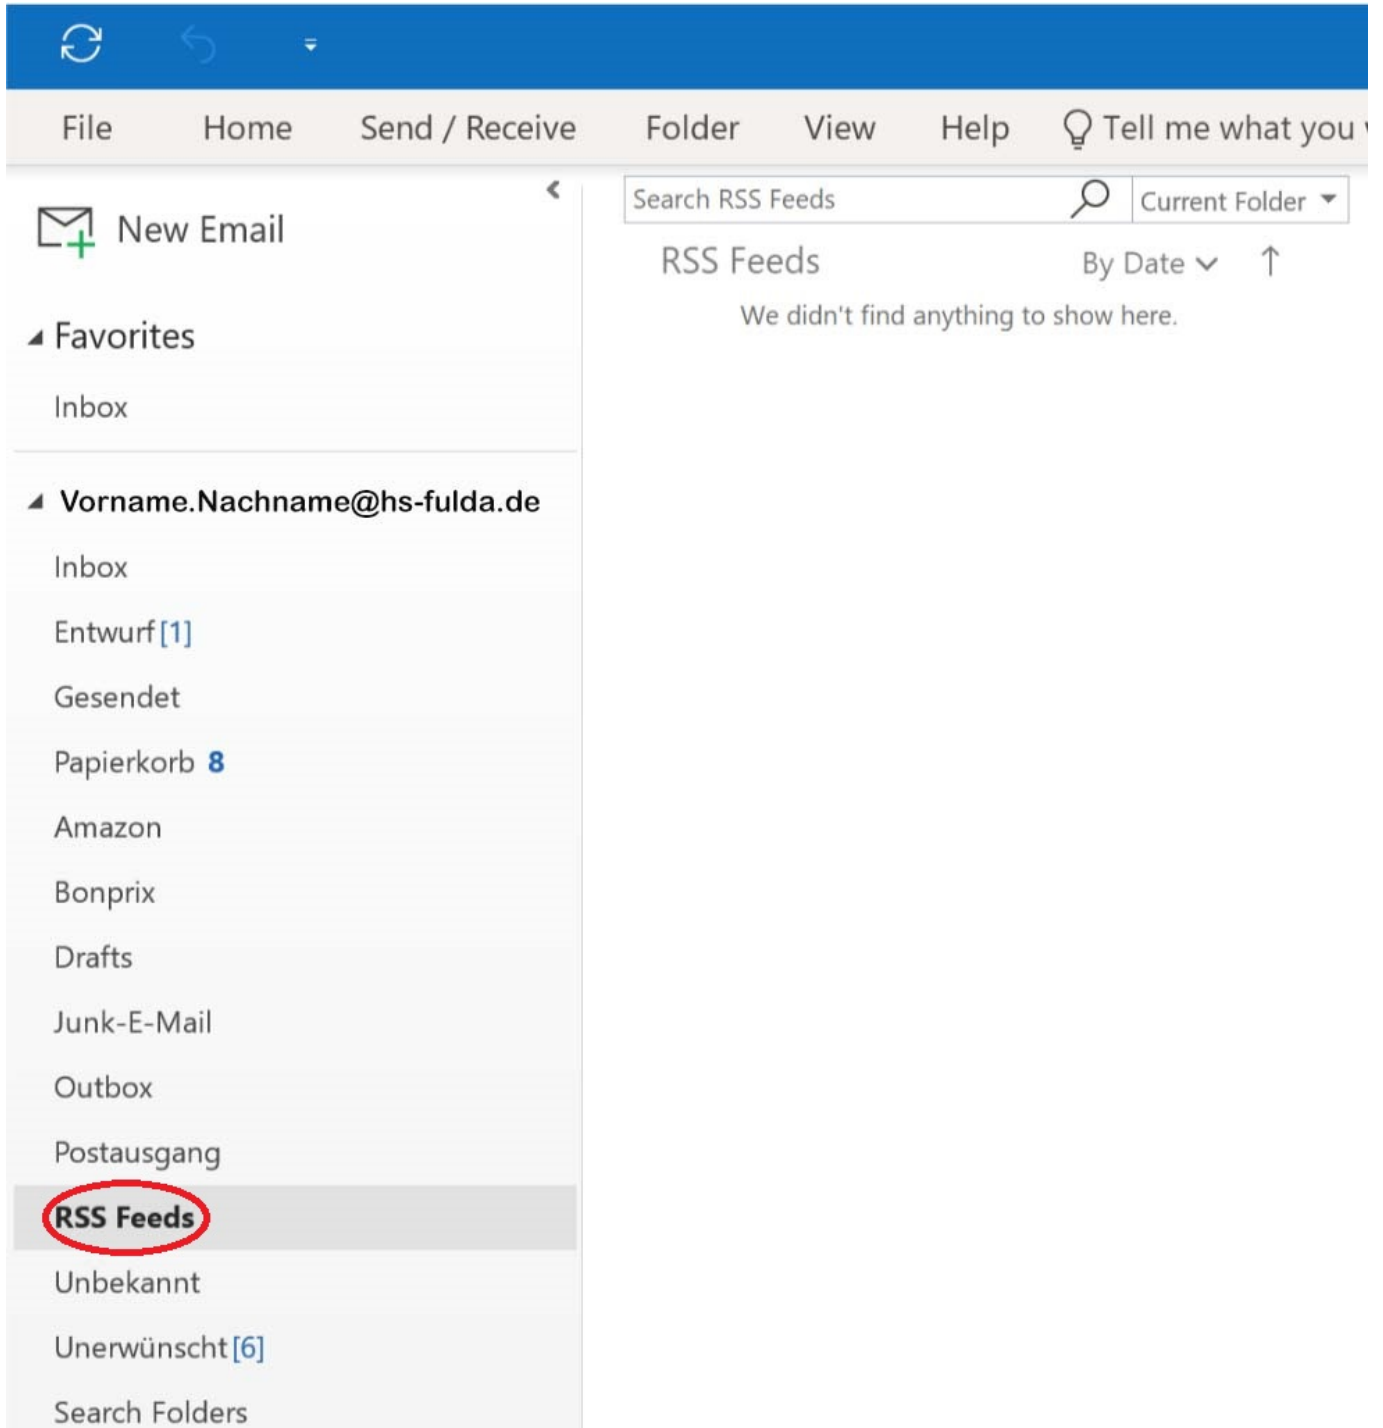 File Home Send / Receive Folder View Help Tell me what you
New Email
Favorites
Inbox
Vorname.Nachname@hs-fulda.de
Inbox
Entwurf [1]
Gesendet
Papierkorb 8
Amazon
Bonprix
Drafts
Junk-E-Mail
Outbox
Postausgang
RSS Feeds
Unbekannt
Unerwünscht [6]
Search Folders
Search RSS Feeds Current Folder
RSS Feeds By Date
We didn't find anything to show here.